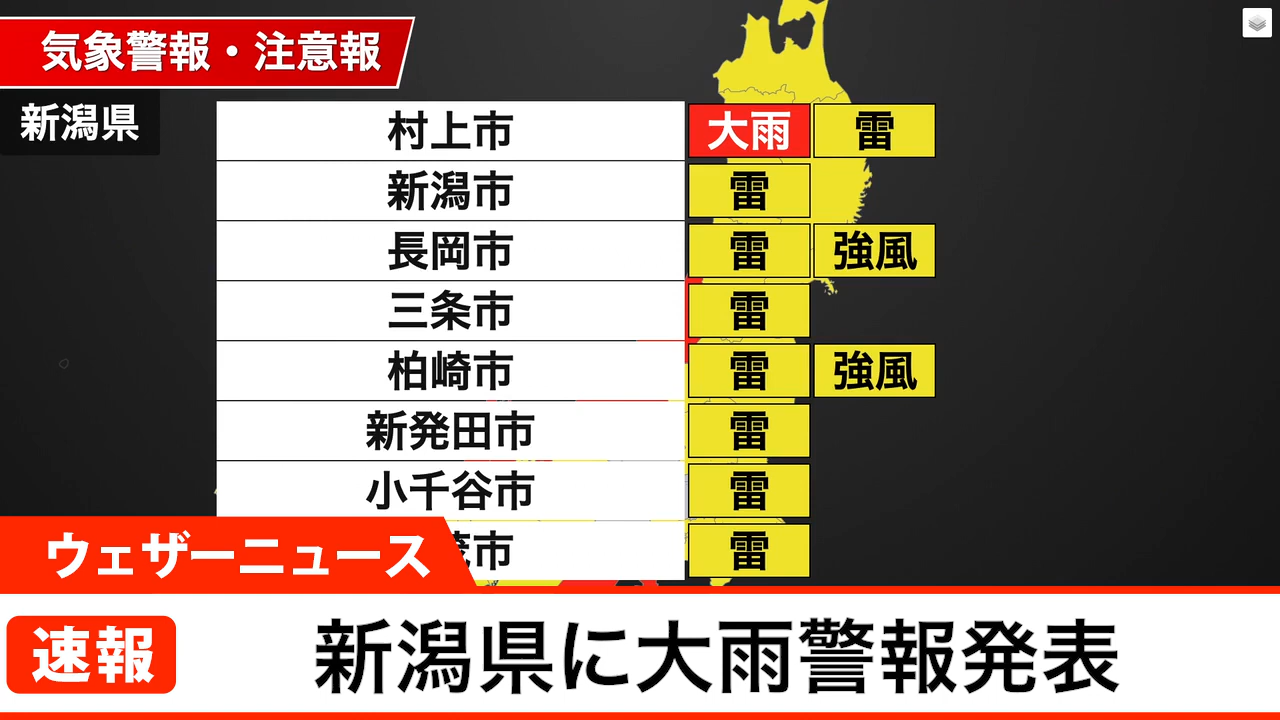 気象警報・注意報
新潟県
村上市 大雨 雷
新潟市 雷
長岡市 雷 強風
三条市 雷
柏崎市 雷 強風
新発田市 雷
小千谷市 雷
茂市 雷
ウェザーニュース
速報 新潟県に大雨警報発表